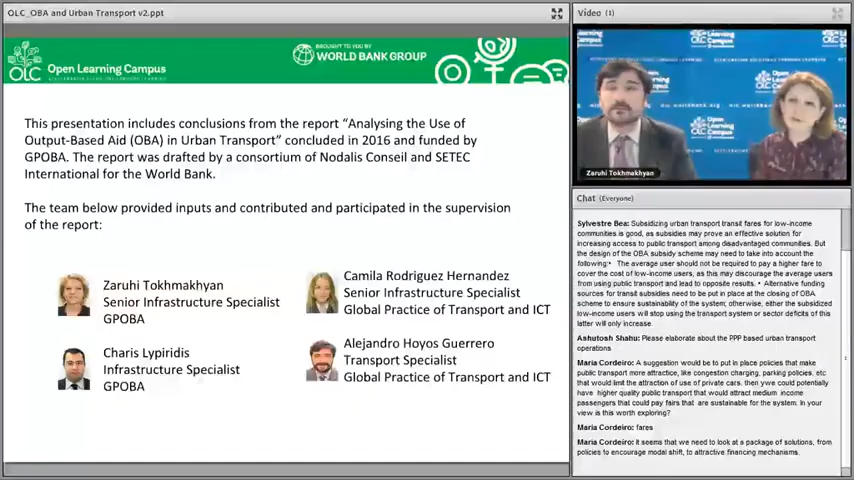 OLC_OBA and Urban Transport v2.ppt
OLC
Open Learning Campus
BROUGHT TO YOU BY
WORLD BANK GROUP
This presentation includes conclusions from the report “Analysing the Use of
Output-Based Aid (OBA) in Urban Transport” concluded in 2016 and funded by
GPOBA. The report was drafted by a consortium of Nodalis Conseil and SETEC
International for the World Bank.
The team below provided inputs and contributed and participated in the supervision
of the report:
Zaruhi Tokhmakhyan
Senior Infrastructure Specialist
GPOBA
Camila Rodriguez Hernandez
Senior Infrastructure Specialist
Global Practice of Transport and ICT
Charis Lypiridis
Infrastructure Specialist
GPOBA
Alejandro Hoyos Guerrero
Transport Specialist
Global Practice of Transport and ICT
Video (1)
OLC
Open Learning Campus
Zaruhi Tokhmakhyan
Chat (Everyone)
Sylvestre Bea: Subsidizing urban transport transit fares for low-income
communities is good, as subsidies may prove an effective solution for
increasing access to public transport among disadvantaged communities. But
the design of the OBA subsidy scheme may need to take into account the
following:• The average user should not be required to pay a higher fare to
cover the cost of low-income users, as this may discourage the average users
from using public transport and lead to opposite results. • Alternative funding
sources for transit subsidies need to be put in place at the closing of OBA
scheme to ensure sustainability of the system; otherwise, either the subsidized
low-income users will stop using the transport system or sector deficits of this
latter will only increase.
Ashutosh Shahu: Please elaborate about the PPP based urban transport
operations
Maria Cordeiro: A suggestion would be to put in place policies that make
public transport more attractice, like congestion charging, parking policies, etc
that would limit the attraction of use of private cars. then ywe could potentially
have higher quality public transport that would attract medium income
passengers that could pay fairs that are sustainable for the system. In your
view is this worth exploring?
Maria Cordeiro: fares
Maria Cordeiro: it seems that we need to look at a package of solutions, from
policies to encourage modal shift, to attractive financing mechanisms.